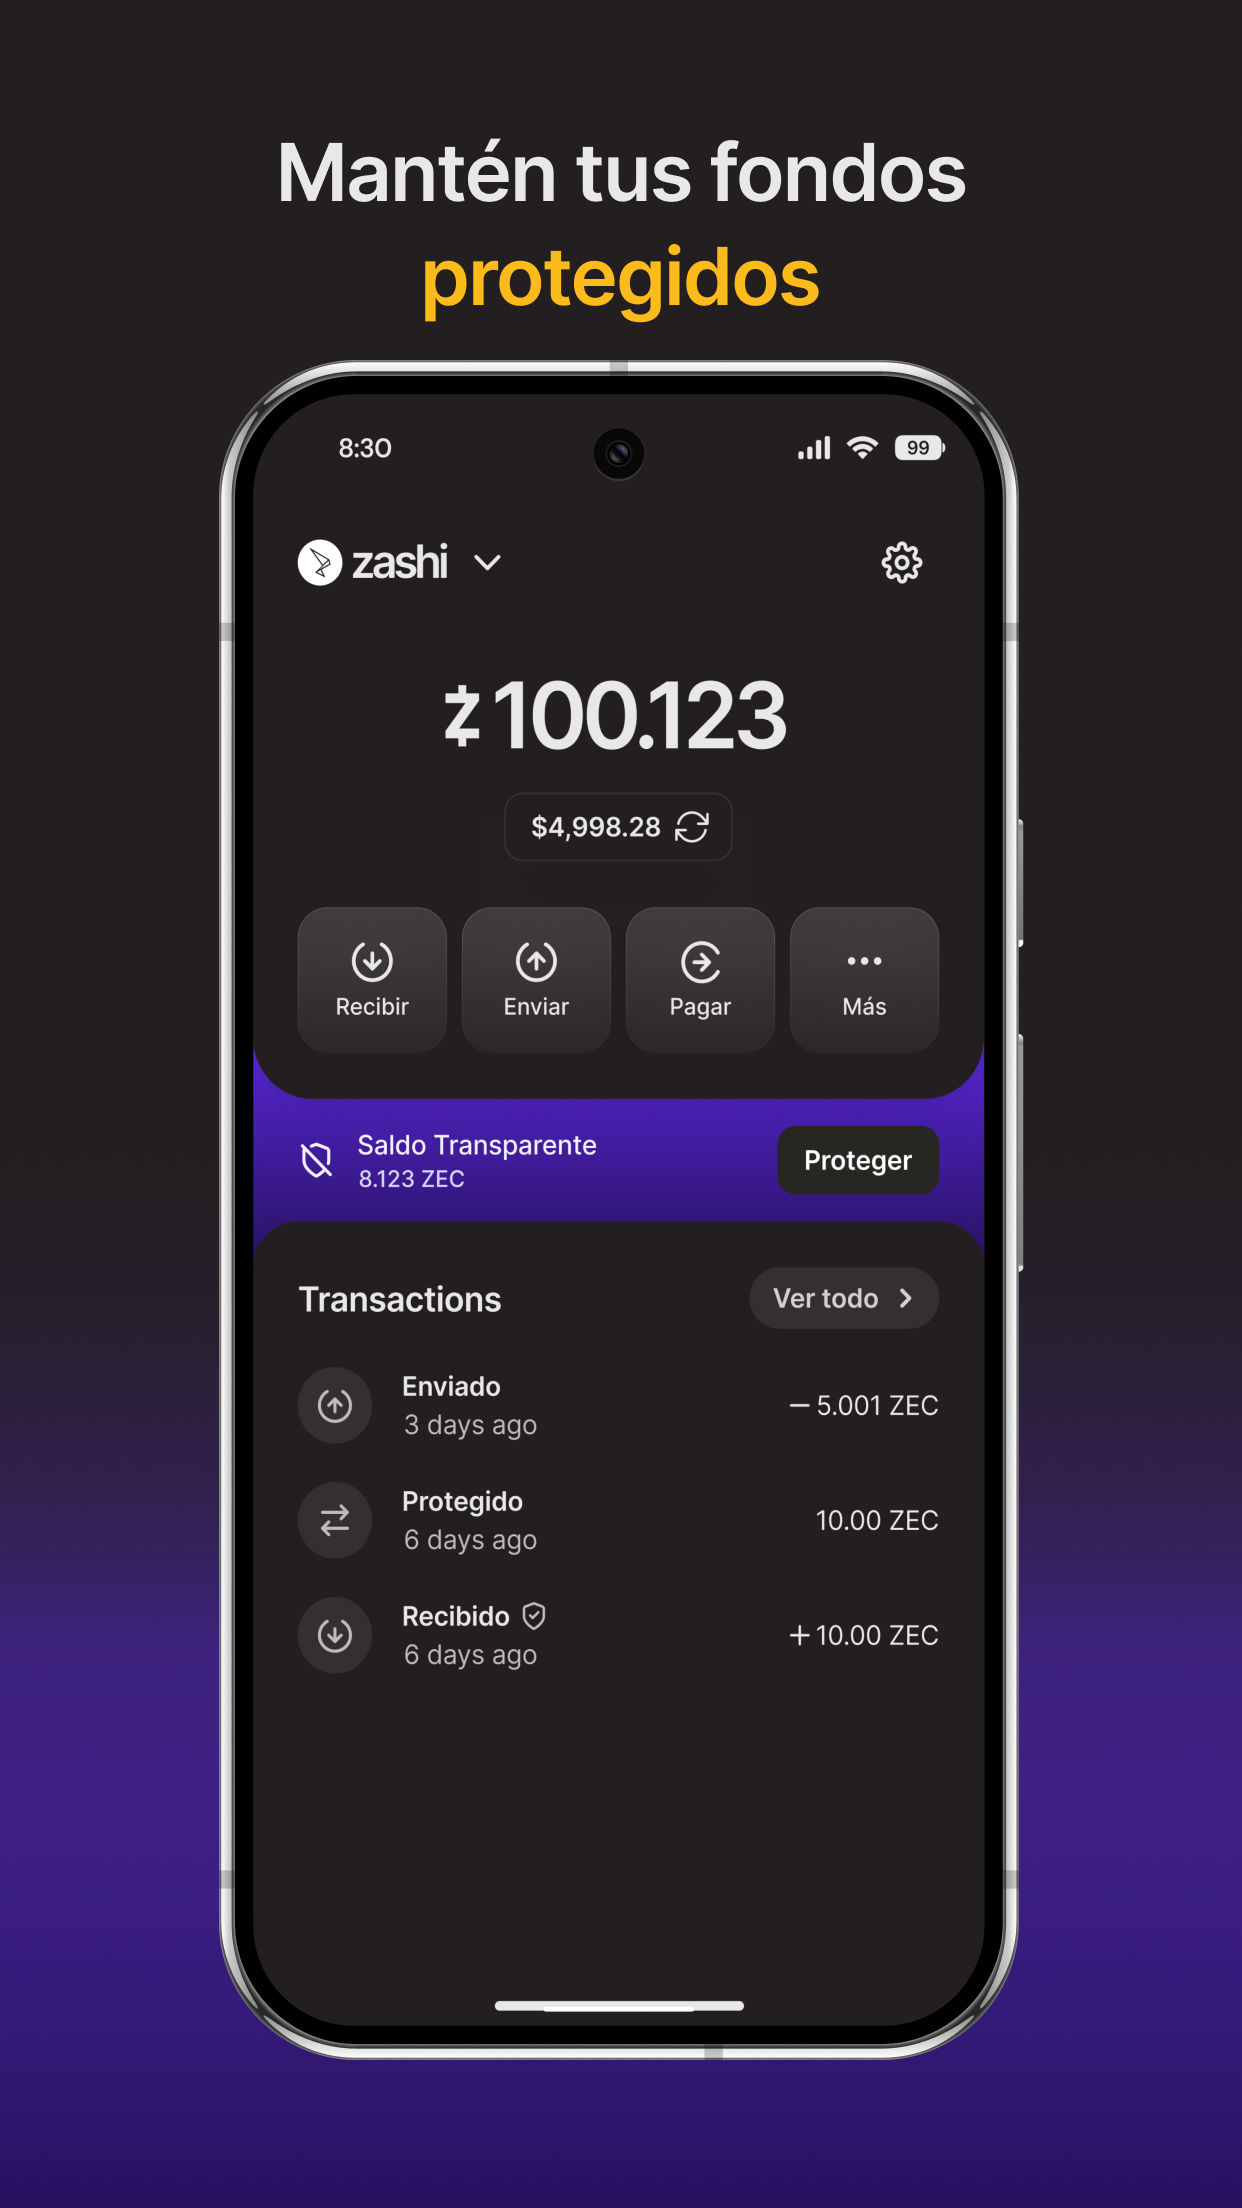 Mantén tus fondos
protegidos
8:30
99
zashi
100.123
$4,998.28
Recibir
Enviar
Pagar
Más
Saldo Transparente
8.123 ZEC
Proteger
Transactions
Ver todo
Enviado
3 days ago
– 5.001 ZEC
Protegido
6 days ago
10.00 ZEC
Recibido
6 days ago
+ 10.00 ZEC